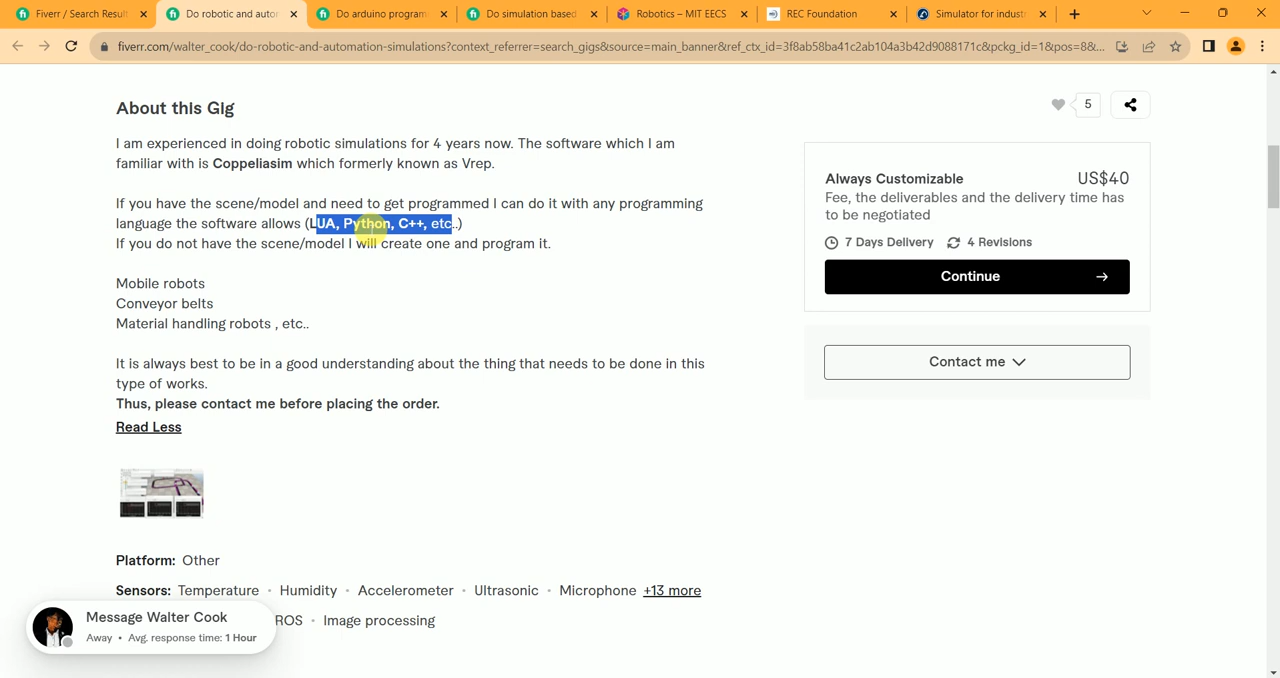 Fiverr / Search Result
Do robotic and autor
Do arduino program
Do simulation based
Robotics – MIT EECS
REC Foundation
Simulator for indust
fiverr.com/walter_cook/do-robotic-and-automation-simulations?context_referrer=search_gigs&source=main_banner&ref_ctx_id=3f8ab58ba41c2ab104a3b42d9088171c&pckg_id=1&pos=8&...
About this Gig
5
I am experienced in doing robotic simulations for 4 years now. The software which I am
familiar with is Coppeliasim which formerly known as Vrep.
If you have the scene/model and need to get programmed I can do it with any programming
language the software allows (LUA, Python, C++, etc..)
If you do not have the scene/model I will create one and program it.
Mobile robots
Conveyor belts
Material handling robots , etc..
It is always best to be in a good understanding about the thing that needs to be done in this
type of works.
Thus, please contact me before placing the order.
Read Less
Always Customizable US$40
Fee, the deliverables and the delivery time has
to be negotiated
7 Days Delivery 4 Revisions
Continue →
Contact me
Platform: Other
Sensors: Temperature • Humidity • Accelerometer • Ultrasonic • Microphone +13 more
ROS • Image processing
Message Walter Cook
Away • Avg. response time: 1 Hour